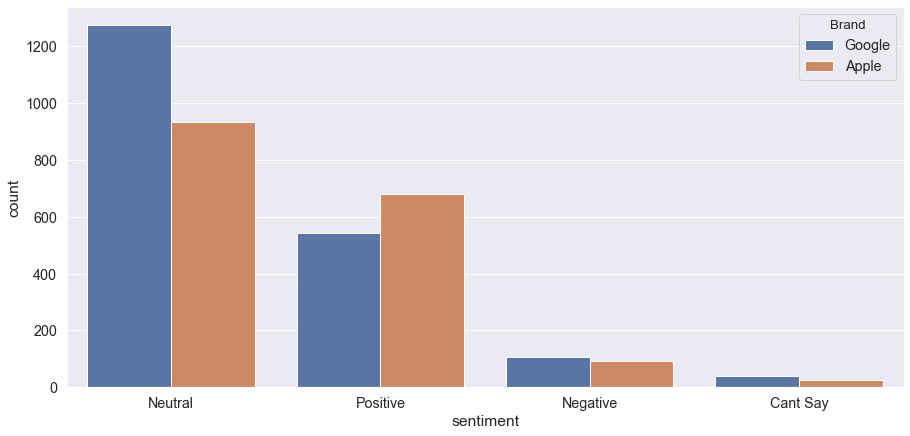 Brand
Google
Apple
1200
1000
800
600
400
200
0
count
Neutral Positive Negative Cant Say
sentiment